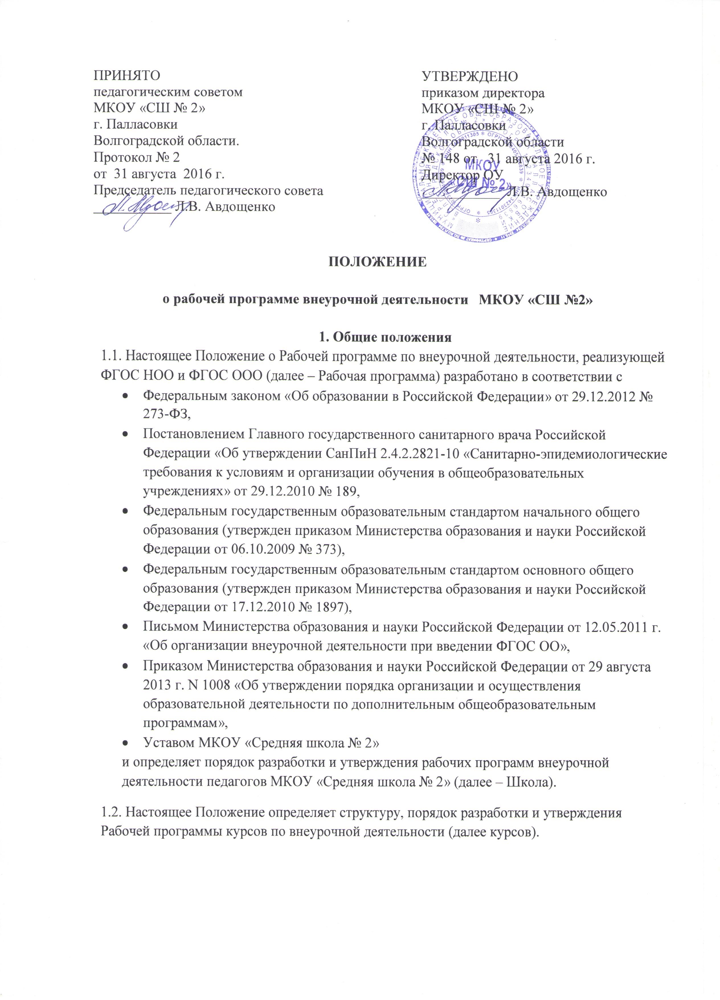 ПРИНЯТО
педагогическим советом
МКОУ «СШ № 2»
г. Палласовки
Волгоградской области.
Протокол № 2
от 31 августа 2016 г.
Председатель педагогического совета
___________ Л.В. Авдощенко
УТВЕРЖДЕНО
приказом директора
МКОУ «СШ № 2»
г. Палласовки
Волгоградской области
№ 148 от 31 августа 2016 г.
Директор ОУ
___________ Л.В. Авдощенко
МКОУ
«СШ № 2»
ПОЛОЖЕНИЕ
о рабочей программе внеурочной деятельности МКОУ «СШ №2»
1. Общие положения
1.1. Настоящее Положение о Рабочей программе по внеурочной деятельности, реализующей
ФГОС НОО и ФГОС ООО (далее – Рабочая программа) разработано в соответствии с
• Федеральным законом «Об образовании в Российской Федерации» от 29.12.2012 №
273-ФЗ,
• Постановлением Главного государственного санитарного врача Российской
Федерации «Об утверждении СанПиН 2.4.2.2821-10 «Санитарно-эпидемиологические
требования к условиям и организации обучения в общеобразовательных
учреждениях» от 29.12.2010 № 189,
• Федеральным государственным образовательным стандартом начального общего
образования (утвержден приказом Министерства образования и науки Российской
Федерации от 06.10.2009 № 373),
• Федеральным государственным образовательным стандартом основного общего
образования (утвержден приказом Министерства образования и науки Российской
Федерации от 17.12.2010 № 1897),
• Письмом Министерства образования и науки Российской Федерации от 12.05.2011 г.
«Об организации внеурочной деятельности при введении ФГОС ОО»,
• Приказом Министерства образования и науки Российской Федерации от 29 августа
2013 г. N 1008 «Об утверждении порядка организации и осуществления
образовательной деятельности по дополнительным общеобразовательным
программам»,
• Уставом МКОУ «Средняя школа № 2»
и определяет порядок разработки и утверждения рабочих программ внеурочной
деятельности педагогов МКОУ «Средняя школа № 2» (далее – Школа).
1.2. Настоящее Положение определяет структуру, порядок разработки и утверждения
Рабочей программы курсов по внеурочной деятельности (далее курсов).